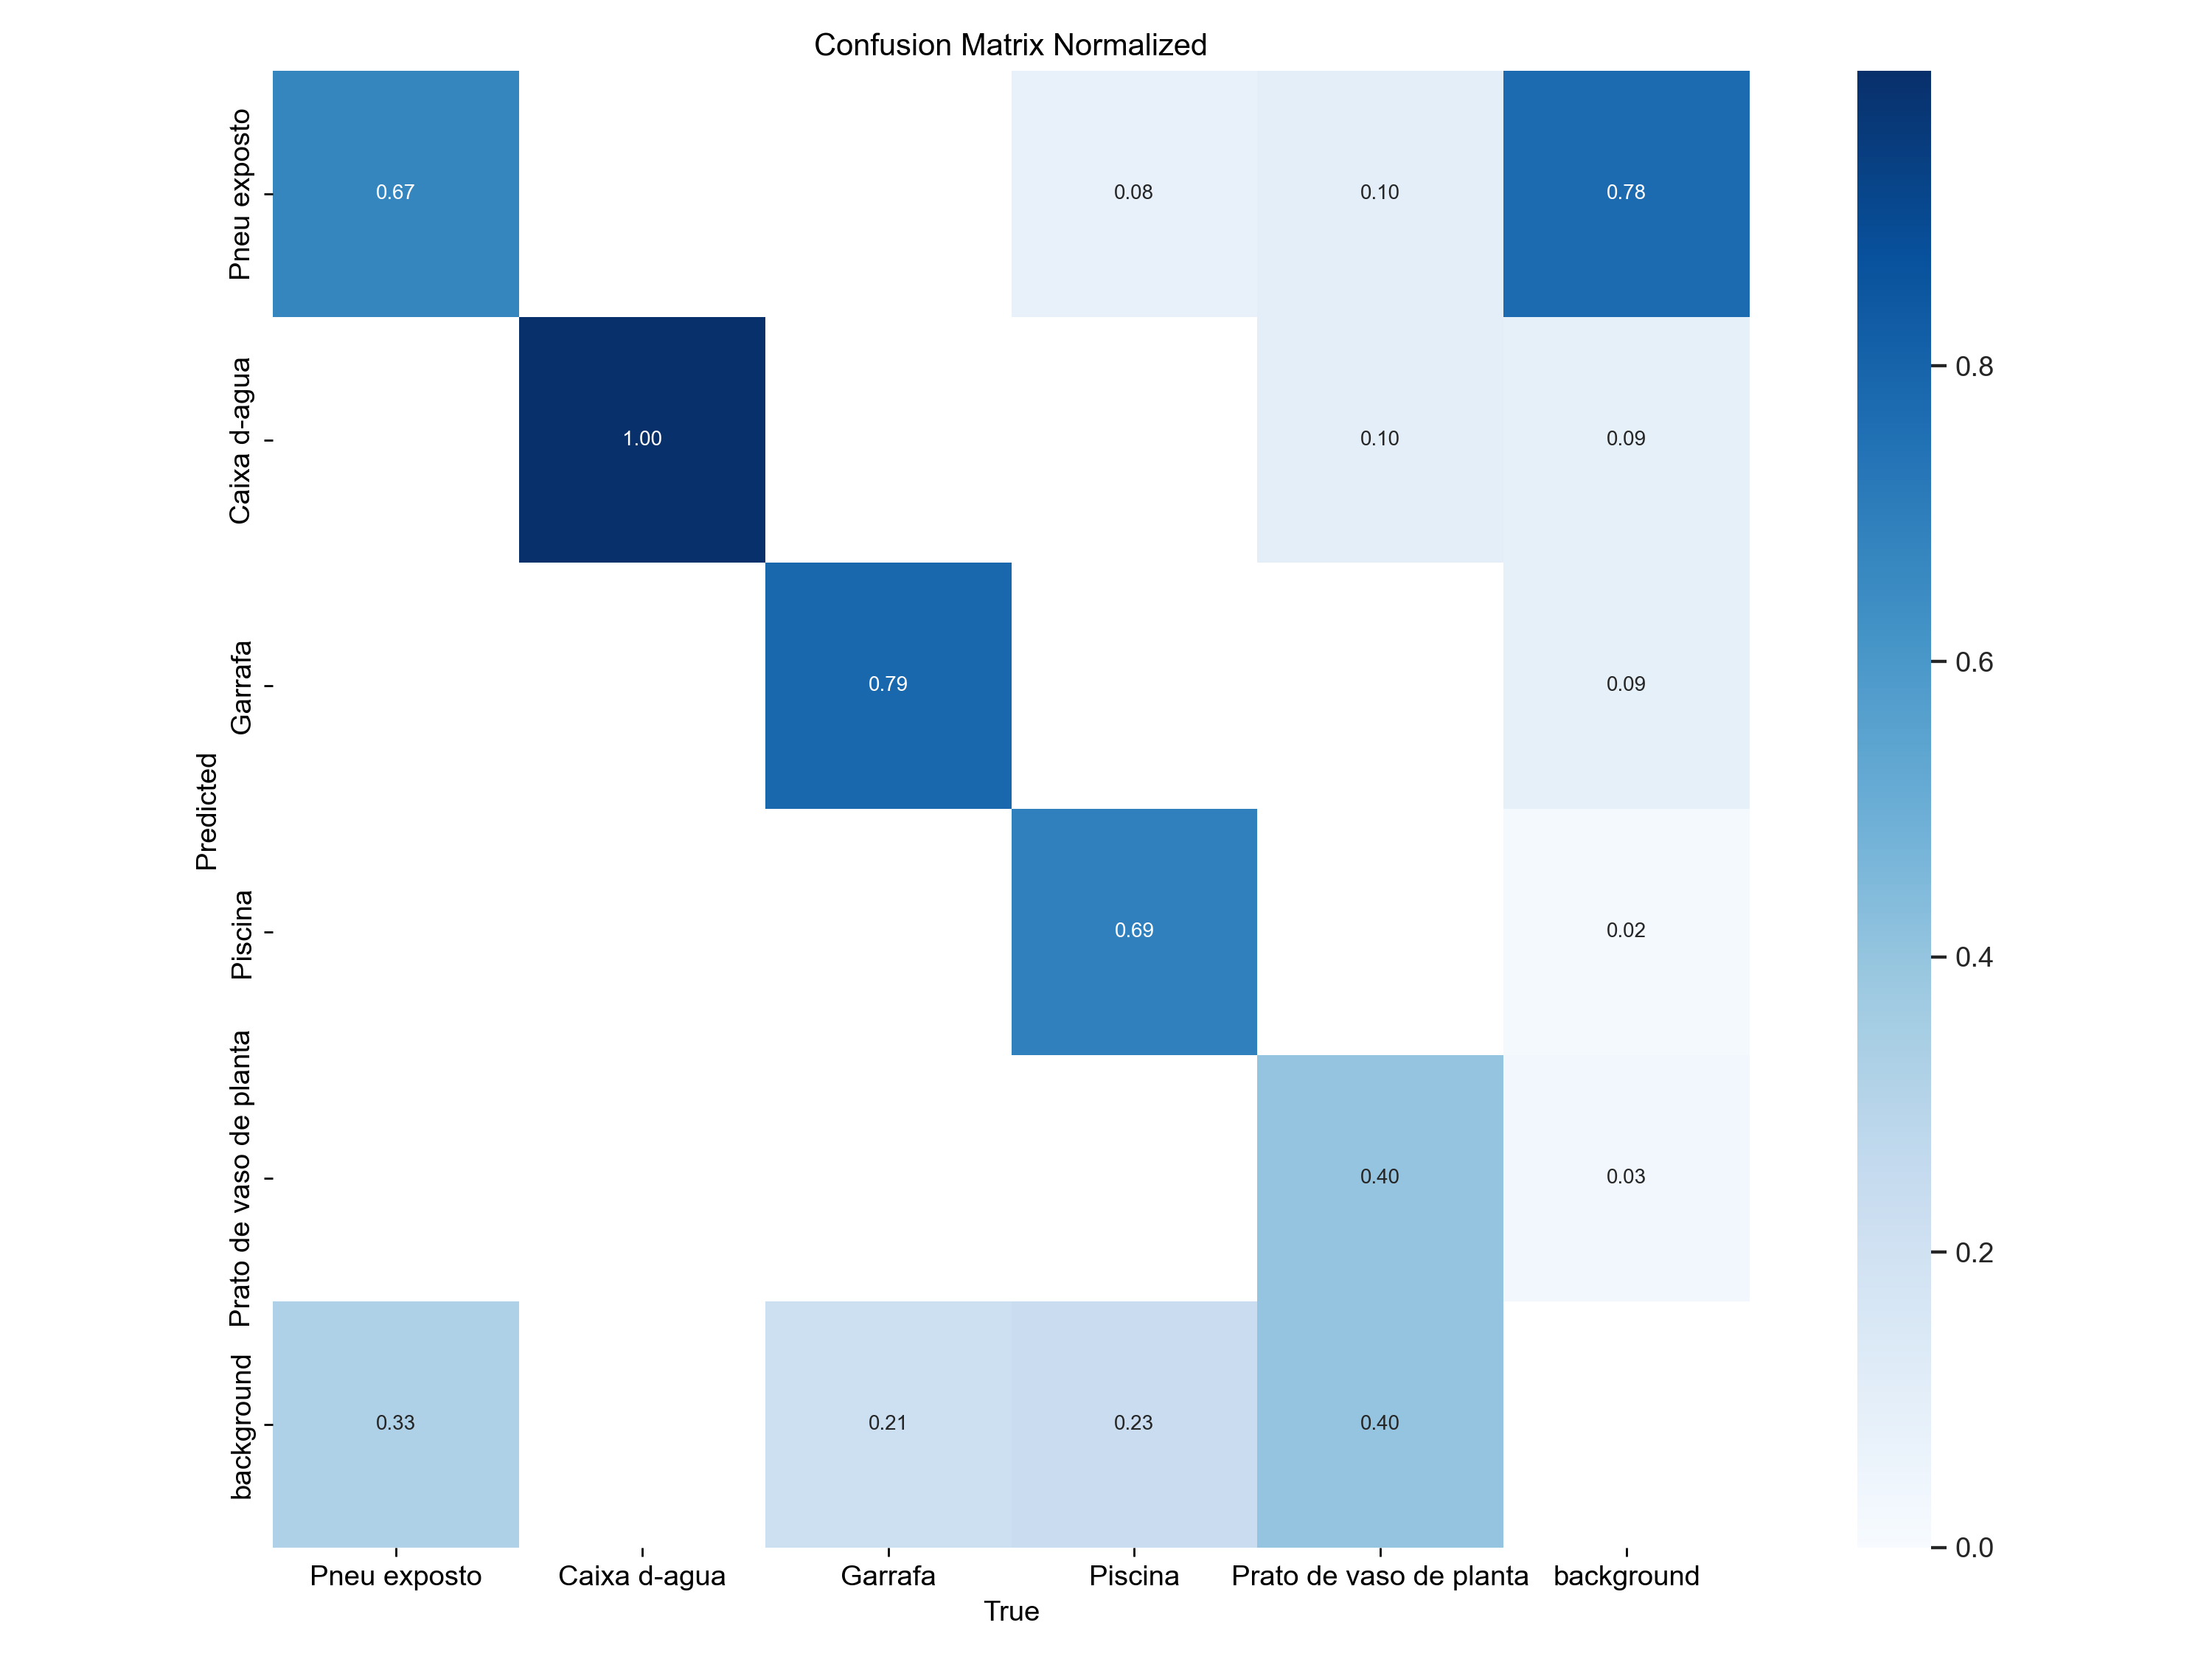 Confusion Matrix Normalized
Pneu exposto
0.67
0.08
0.10
0.78
Caixa d-agua
1.00
0.10
0.09
0.8
Garrafa
0.79
0.09
0.6
Predicted
Piscina
0.69
0.02
0.4
Prato de vaso de planta
0.40
0.03
0.2
background
0.33
0.21
0.23
0.40
0.0
Pneu exposto
Caixa d-agua
Garrafa
Piscina
Prato de vaso de planta
background
True